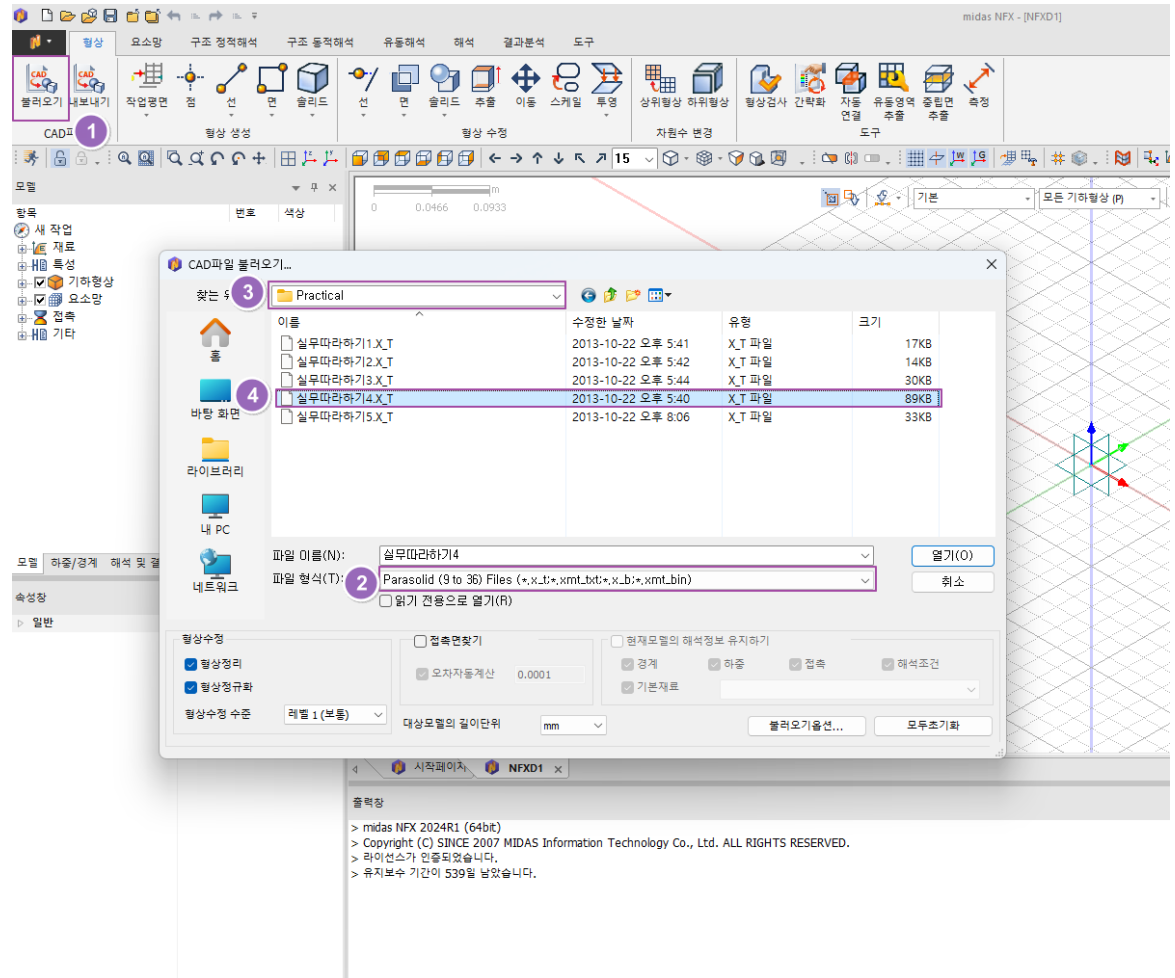 midas NFX - [NFXD1]
형상 요소망 구조 정적해석 구조 동적해석 유동해석 해석 결과분석 도구
불러오기 내보내기 작업평면 점 선 면 솔리드 선 면 솔리드 추출 이동 스케일 투영 상위형상 하위형상 형상검사 간략화 자동 연결 유동영역 추출 중립면 추출 측정
1
형상 생성 형상 수정 차원수 변경 도구
15
모델
항목 번호 색상
새 작업
재료
특성
기하형상
요소망
접촉
기타
m
0 0.0466 0.0933
기본 모든 기하형상 (P)
CAD파일 불러오기...
3 Practical
이름 수정한 날짜 유형 크기
실무따라하기1.X_T 2013-10-22 오후 5:41 X_T 파일 17KB
실무따라하기2.X_T 2013-10-22 오후 5:42 X_T 파일 14KB
실무따라하기3.X_T 2013-10-22 오후 5:44 X_T 파일 30KB
4 실무따라하기4.X_T 2013-10-22 오후 5:40 X_T 파일 89KB
실무따라하기5.X_T 2013-10-22 오후 8:06 X_T 파일 33KB
홈
바탕 화면
라이브러리
내 PC
네트워크
파일 이름(N): 실무따라하기4 열기(O)
파일 형식(T): 2 Parasolid (9 to 36) Files (*.x_t;*.xmt_txt;*.x_b;*.xmt_bin) 취소
읽기 전용으로 열기(R)
형상수정
형상정리
형상정규화
형상수정 수준 레벨 1 (보통)
접촉면찾기
오차자동계산 0.0001
대상모델의 길이단위 mm
현재모델의 해석정보 유지하기
경계 하중 접촉 해석조건
기본재료
불러오기옵션... 모두초기화
모델 하중/경계 해석 및
속성창
일반
시작페이지 NFXD1
출력창
> midas NFX 2024R1 (64bit)
> Copyright (C) SINCE 2007 MIDAS Information Technology Co., Ltd. ALL RIGHTS RESERVED.
> 라이선스가 인증되었습니다.
> 유지보수 기간이 539일 남았습니다.